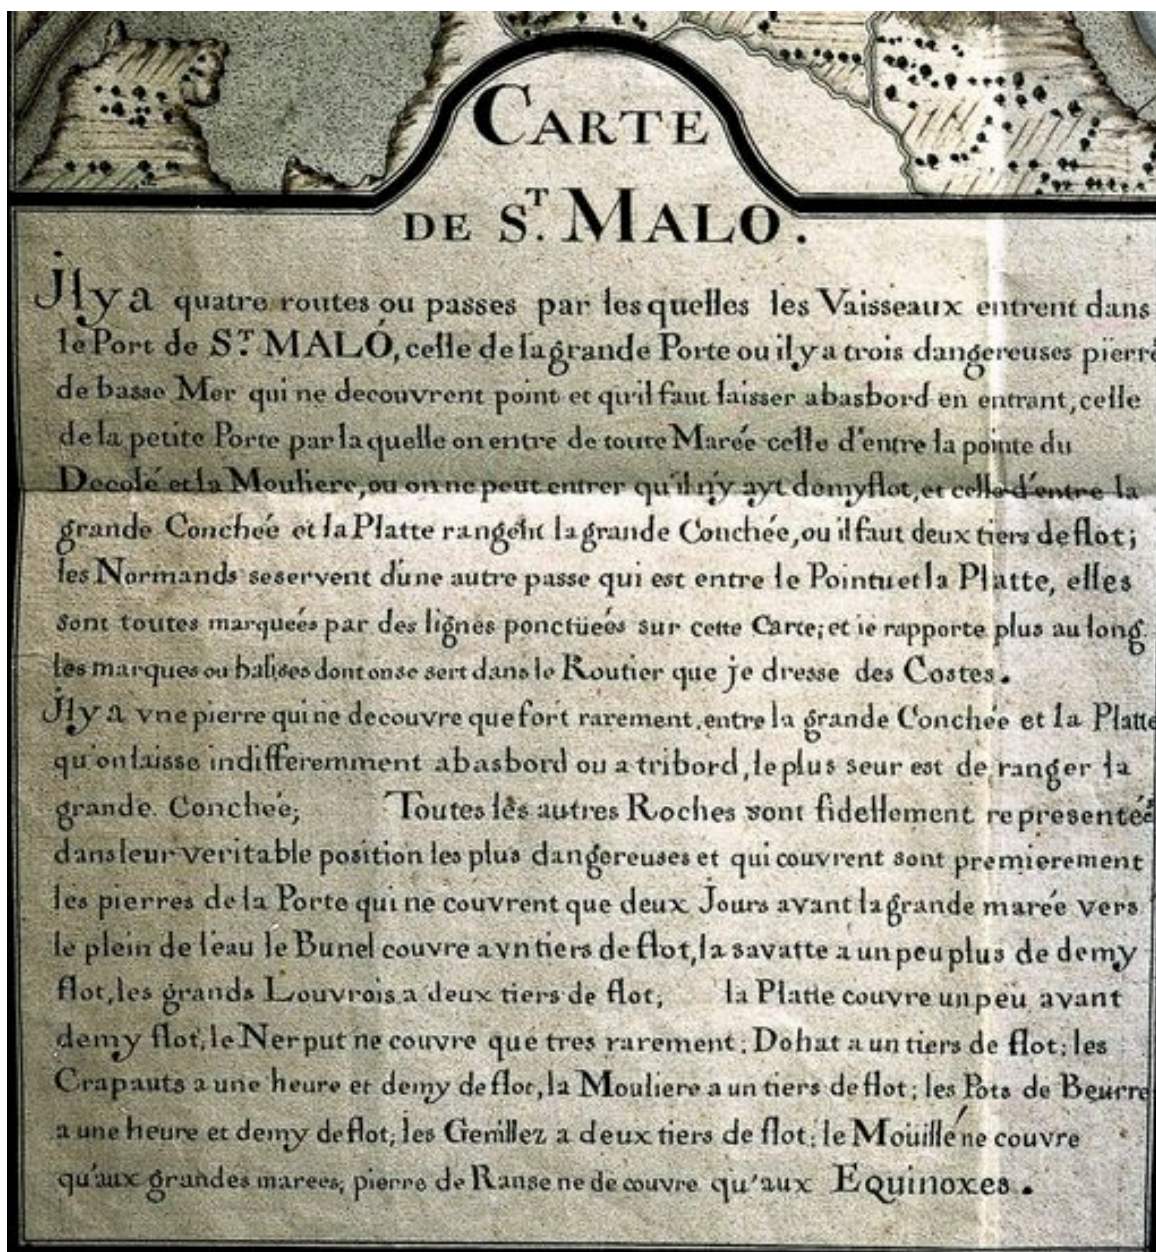 CARTE
DE S.T MALO.
Il y a quatre routes ou passes par lesquelles les Vaisseaux entrent dans
le Port de S.T MALÓ, celle de la grande Porte ou il y a trois dangereuses pierre
de basse Mer qui ne decouvrent point et qu'il faut laisser abasbord en entrant, celle
de la petite Porte par laquelle on entre de toute Marée celle d'entre la pointe du
Decolé et la Mouliere, ou on ne peut entrer qu'il n'y ayt demy flot, et celle d'entre la
grande Conchée et la Platte rangent la grande Conchée, ou il faut deux tiers de flot;
les Normands se servent d'une autre passe qui est entre le Pointu et la Platte, elles
sont toutes marqueés par des lignes ponctüeés sur cette Carte; et ie rapporte plus au long
les marques ou balises dont on se sert dans le Routier que je dresse des Costes.
Il y a vne pierre qui ne decouvre que fort rarement, entre la grande Conchée et la Platte
qu'on laisse indifferemment abasbord ou a tribord, le plus seur est de ranger la
grande Conchée; Toutes les autres Roches sont fidellement representées
dans leur veritable position les plus dangereuses et qui couvrent sont premierement
les pierres de la Porte qui ne couvrent que deux Jours avant la grande marée vers
le plein de l'eau le Bunel couvre a vn tiers de flot, la savatte a un peu plus de demy
flot, les grands Louvrois a deux tiers de flot; la Platte couvre un peu avant
demy flot, le Nerput ne couvre que tres rarement; Dohat a un tiers de flot; les
Crapauts a une heure et demy de flot, la Mouliere a un tiers de flot; les Pots de Beurre
a une heure et demy de flot; les Genillez a deux tiers de flot; le Moüillé ne couvre
qu'aux grandes marees; pierre de Ranse ne de couvre qu'aux EQuinoxes.